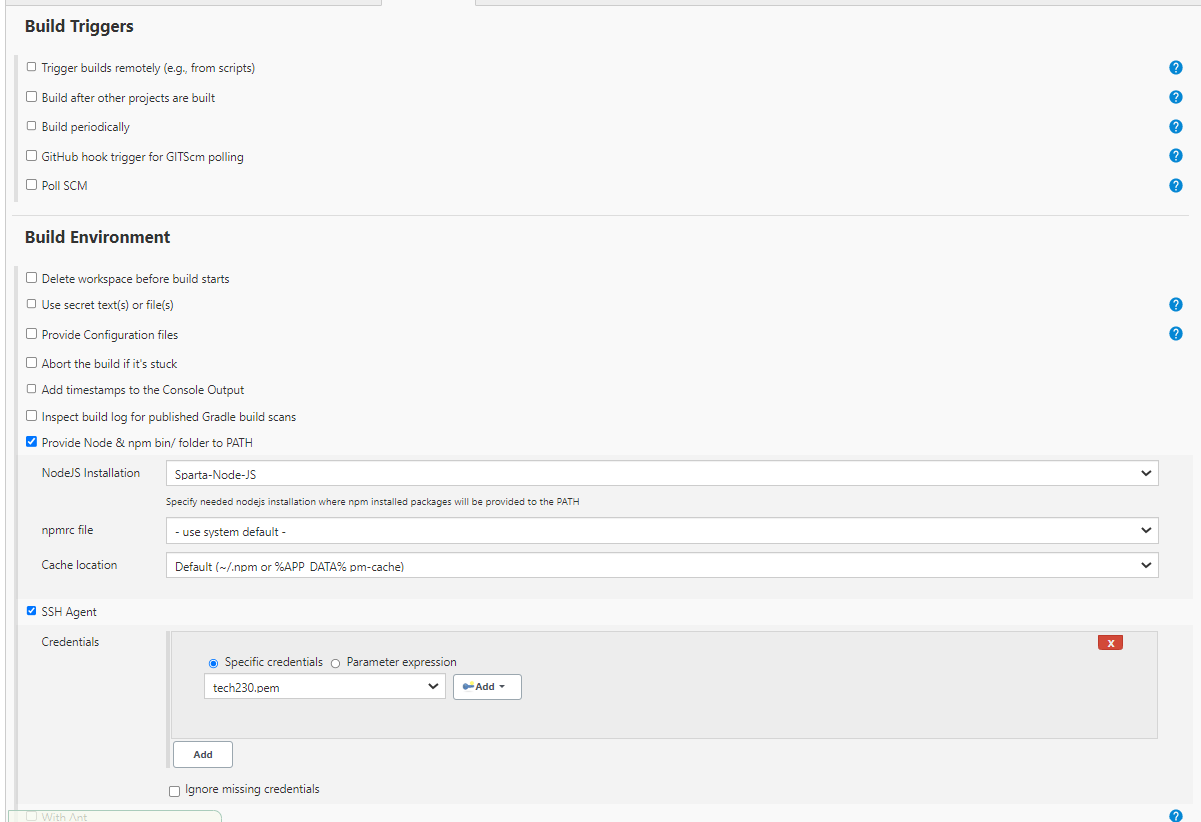 Build Triggers
Trigger builds remotely (e.g., from scripts)
?
Build after other projects are built
?
Build periodically
?
GitHub hook trigger for GITScm polling
?
Poll SCM
?
Build Environment
Delete workspace before build starts
Use secret text(s) or file(s)
?
Provide Configuration files
?
Abort the build if it's stuck
Add timestamps to the Console Output
Inspect build log for published Gradle build scans
Provide Node & npm bin/ folder to PATH
NodeJS Installation
Sparta-Node-JS
Specify needed nodejs installation where npm installed packages will be provided to the PATH
npmrc file
- use system default -
Cache location
Default (~/.npm or %APP_DATA% pm-cache)
SSH Agent
Credentials
x
Specific credentials Parameter expression
tech230.pem
Add
Add
Ignore missing credentials
With Ant
?